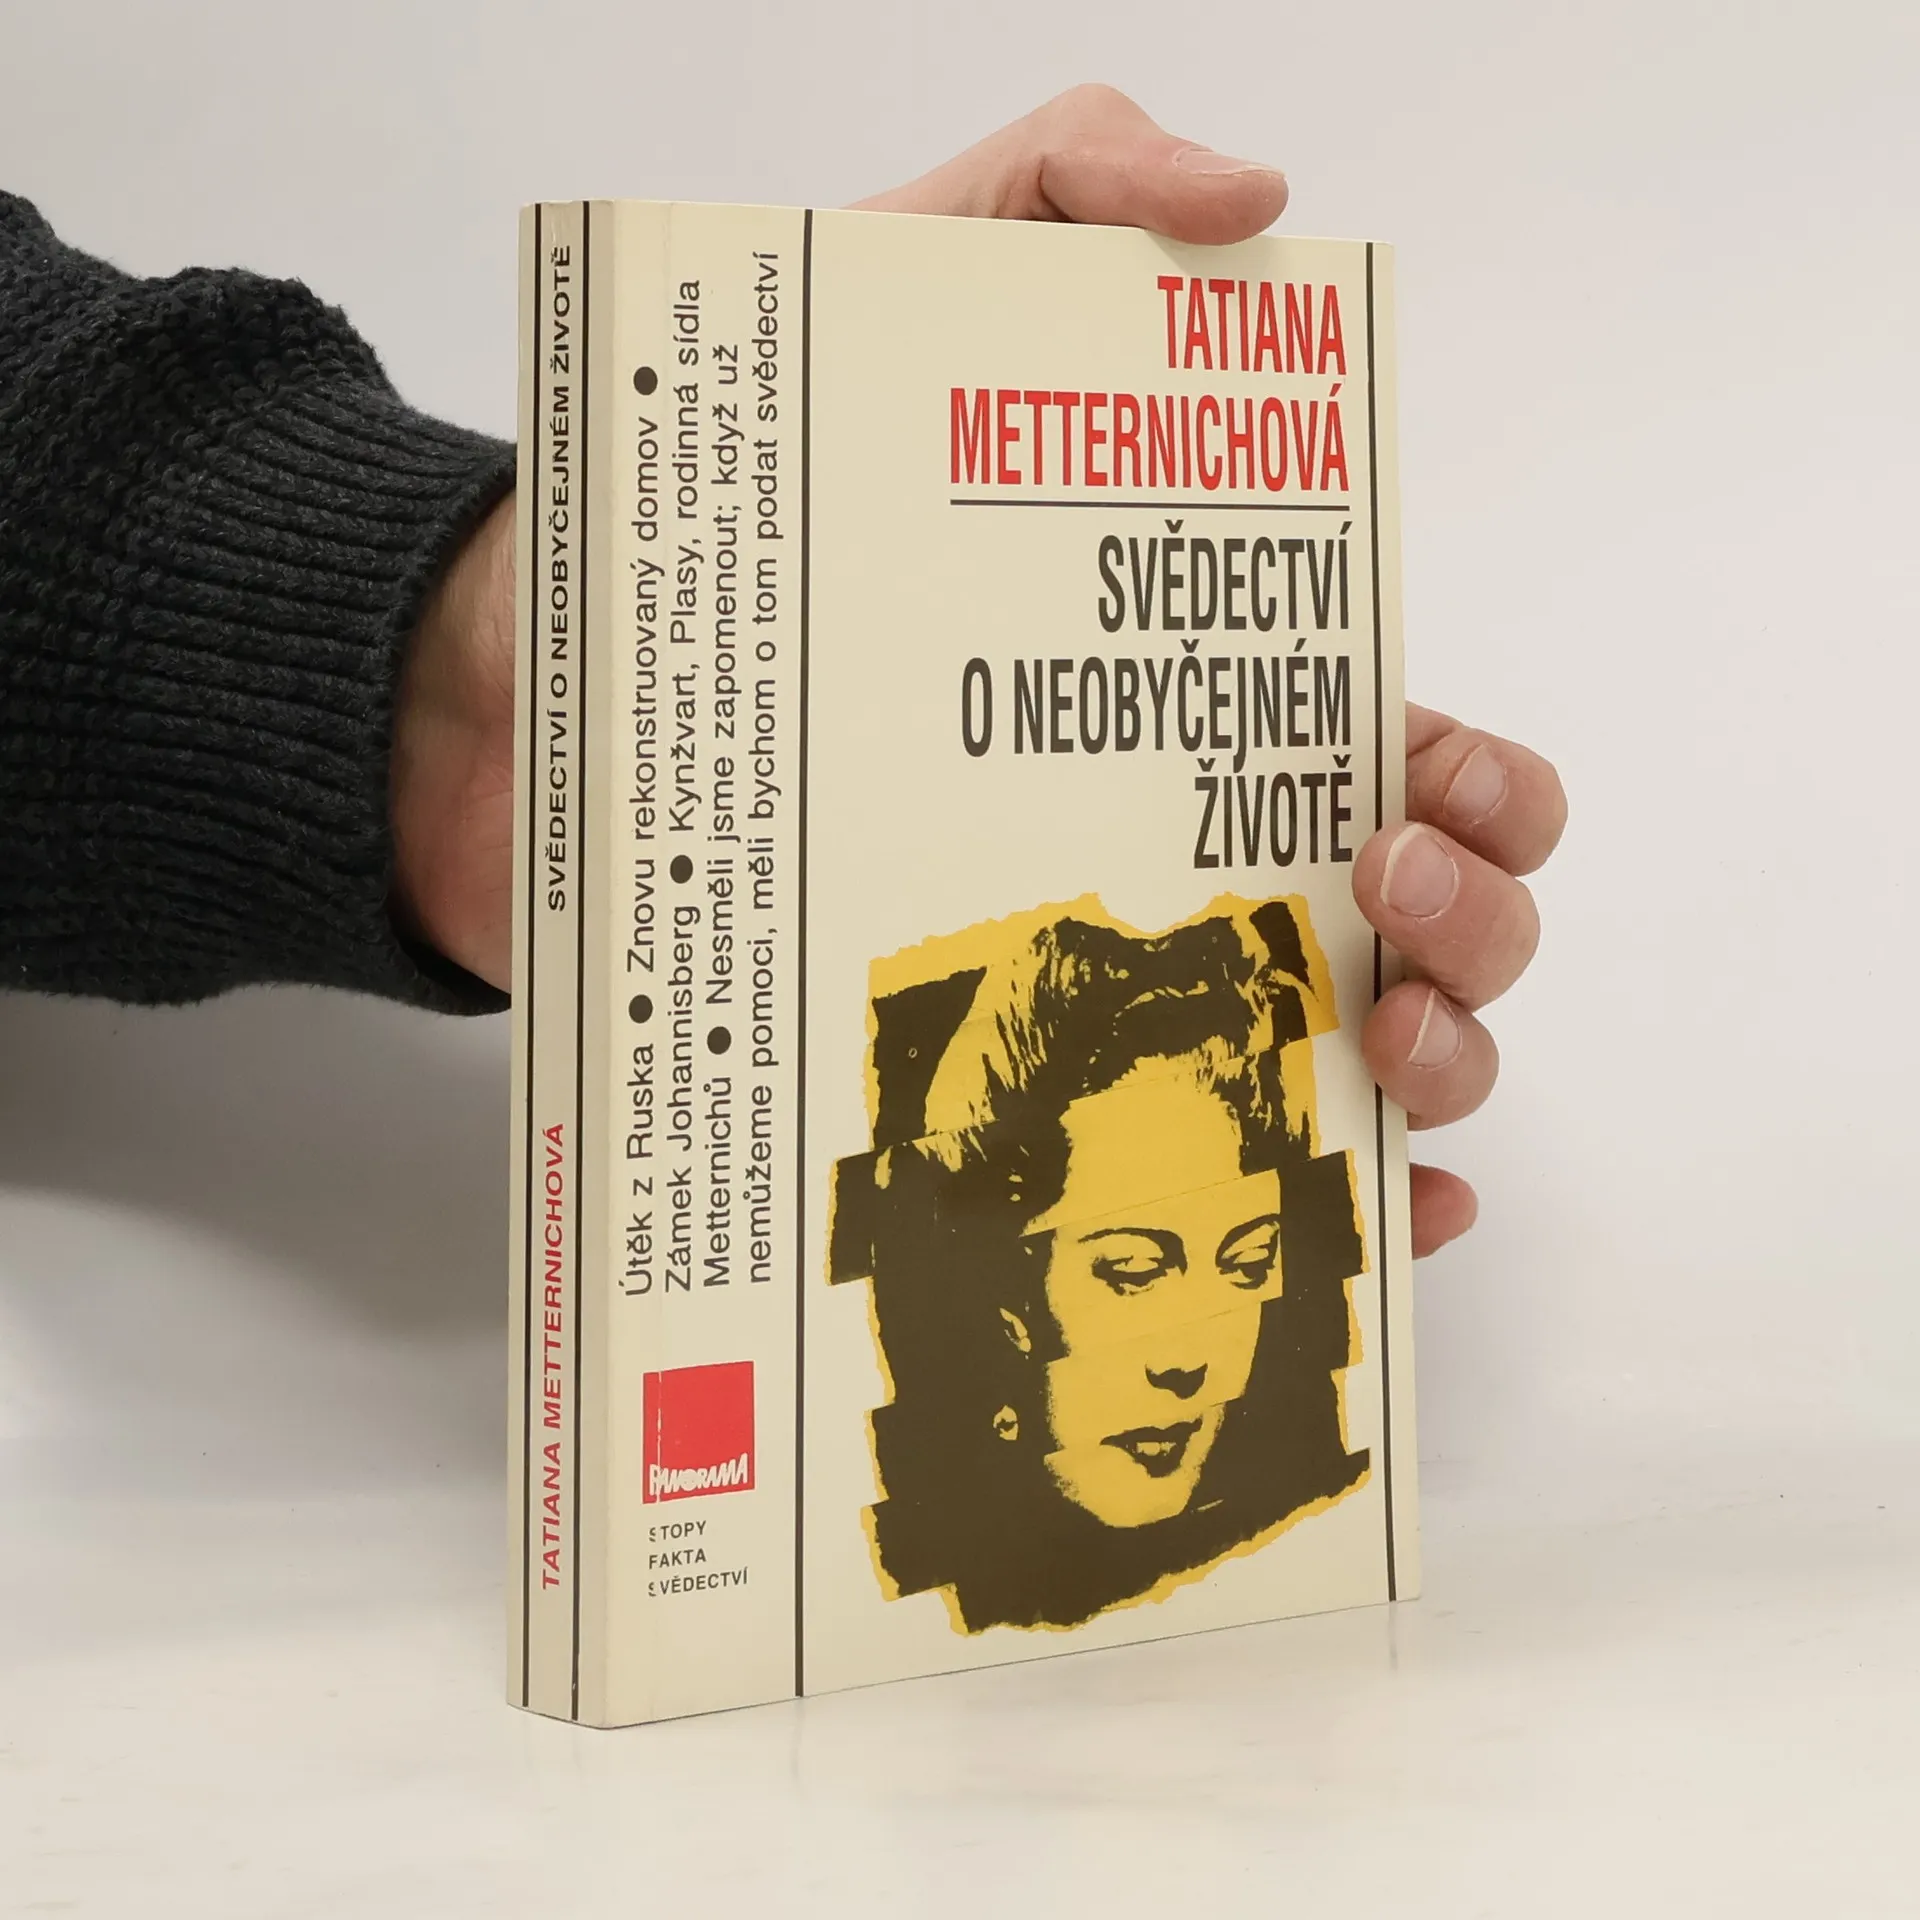 SVĚDECTVÍ O NEOBYČEJNÉM ŽIVOTĚ
TATIANA METTERNICHOVÁ
Útěk z Ruska ● Znovu rekonstruovaný domov ●
Zámek Johannisberg ● Kynžvart, Plasy, rodinná sídla
Metternichů ● Nesměli jsme zapomenout; když už
nemůžeme pomoci, měli bychom o tom podat svědectví
PANORAMA
STOPY
FAKTA
SVĚDECTVÍ
TATIANA
METTERNICHOVÁ
SVĚDECTVÍ
O NEOBYČEJNÉM
ŽIVOTĚ